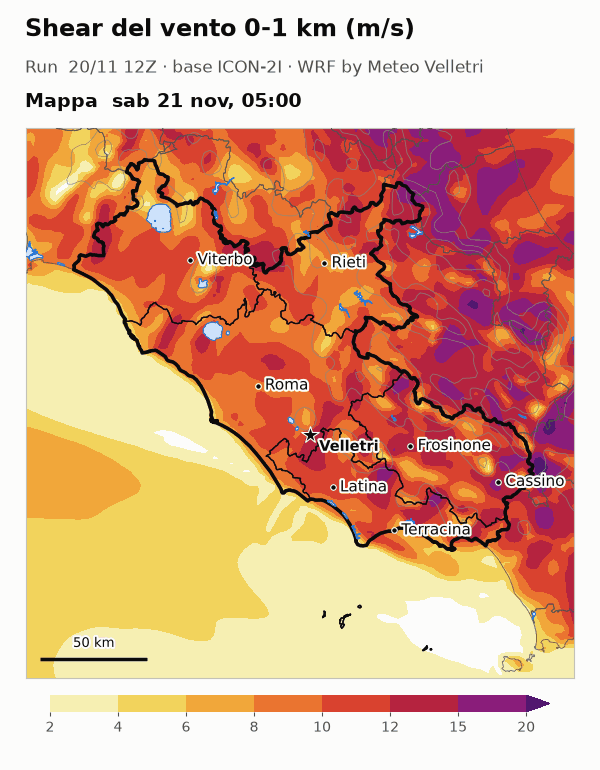 Shear del vento 0-1 km (m/s)
Run  20/11 12Z · base ICON-2I · WRF by Meteo Velletri
Mappa  sab 21 nov, 05:00
Viterbo
Rieti
Roma
Velletri
Frosinone
Cassino
Latina
Terracina
50 km
2 4 6 8 10 12 15 20